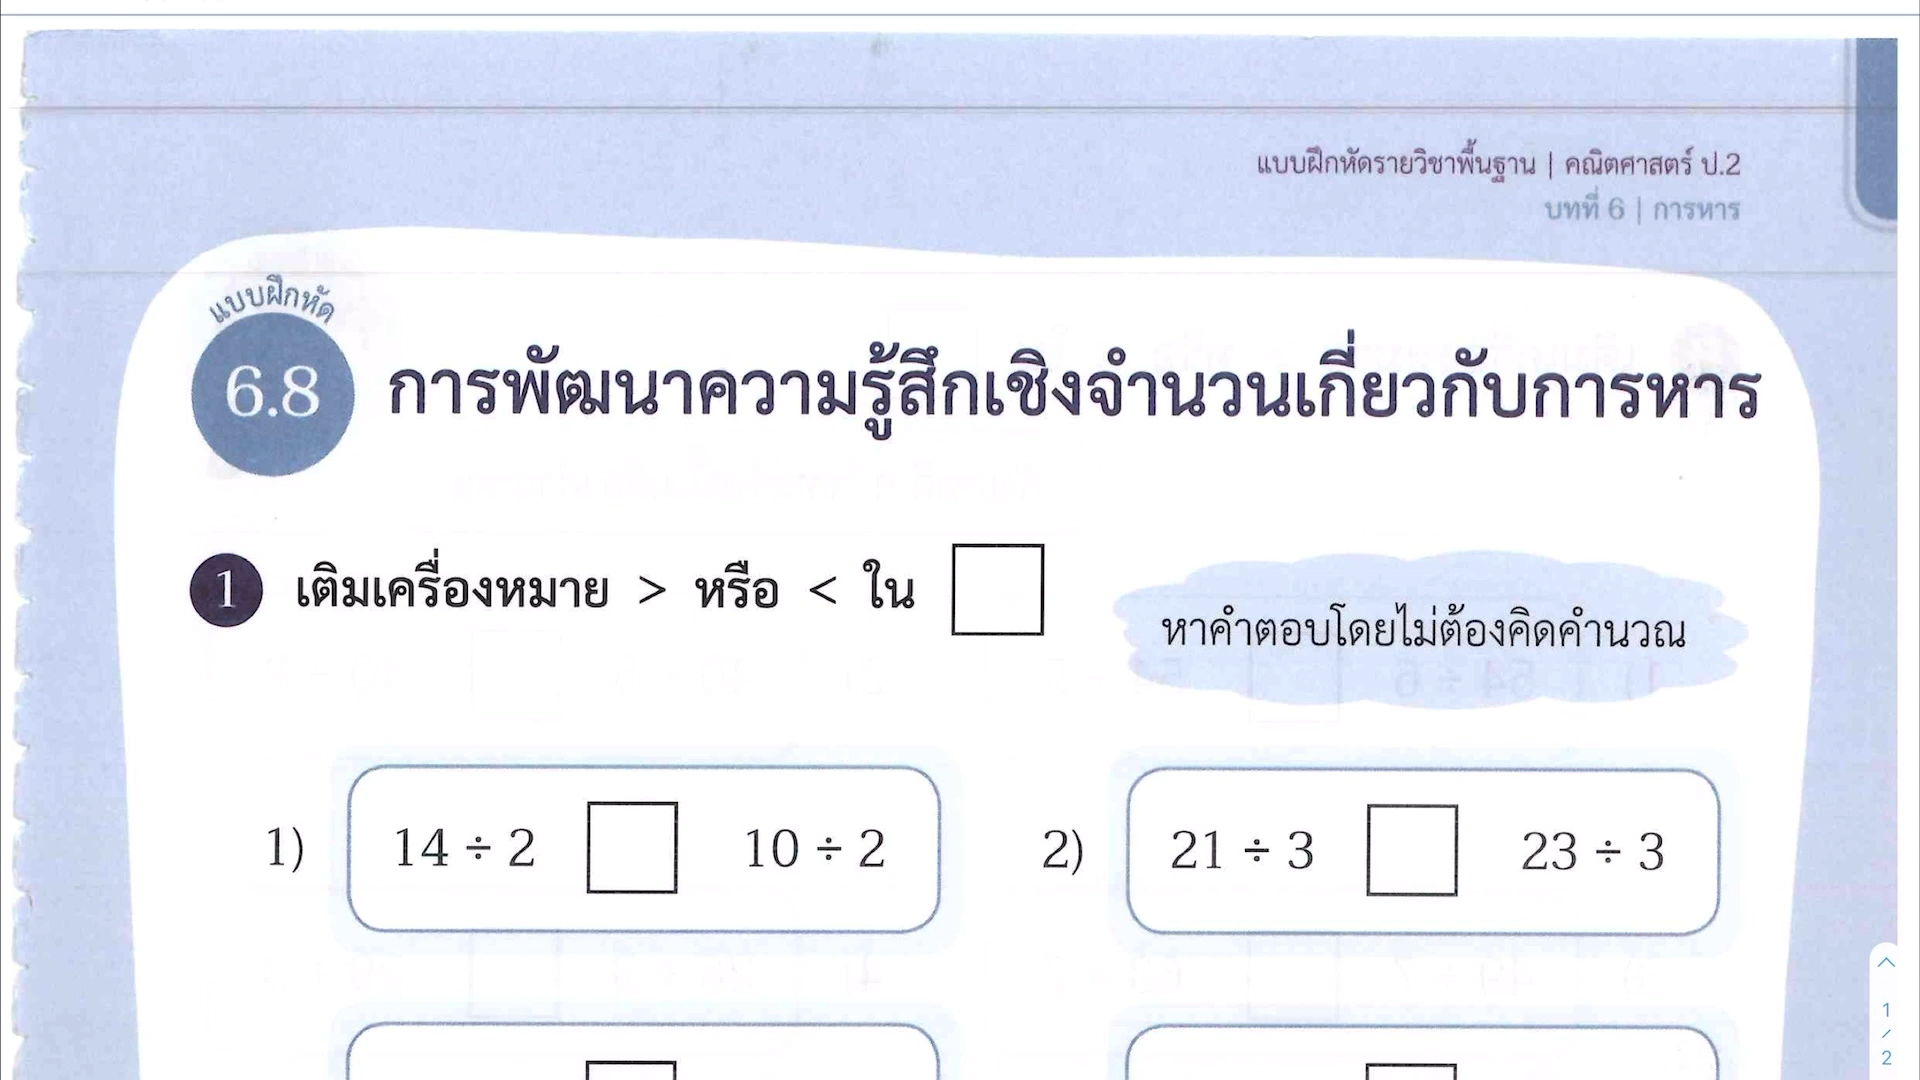 แบบฝึกหัดรายวิชาพื้นฐาน | คณิตศาสตร์ ป.2
บทที่ 6 | การหาร
แบบฝึกหัด
6.8 การพัฒนาความรู้สึกเชิงจำนวนเกี่ยวกับการหาร
1 เติมเครื่องหมาย > หรือ < ใน
หาคำตอบโดยไม่ต้องคิดคำนวณ
1) 14 ÷ 2 10 ÷ 2
2) 21 ÷ 3 23 ÷ 3
1
/
2